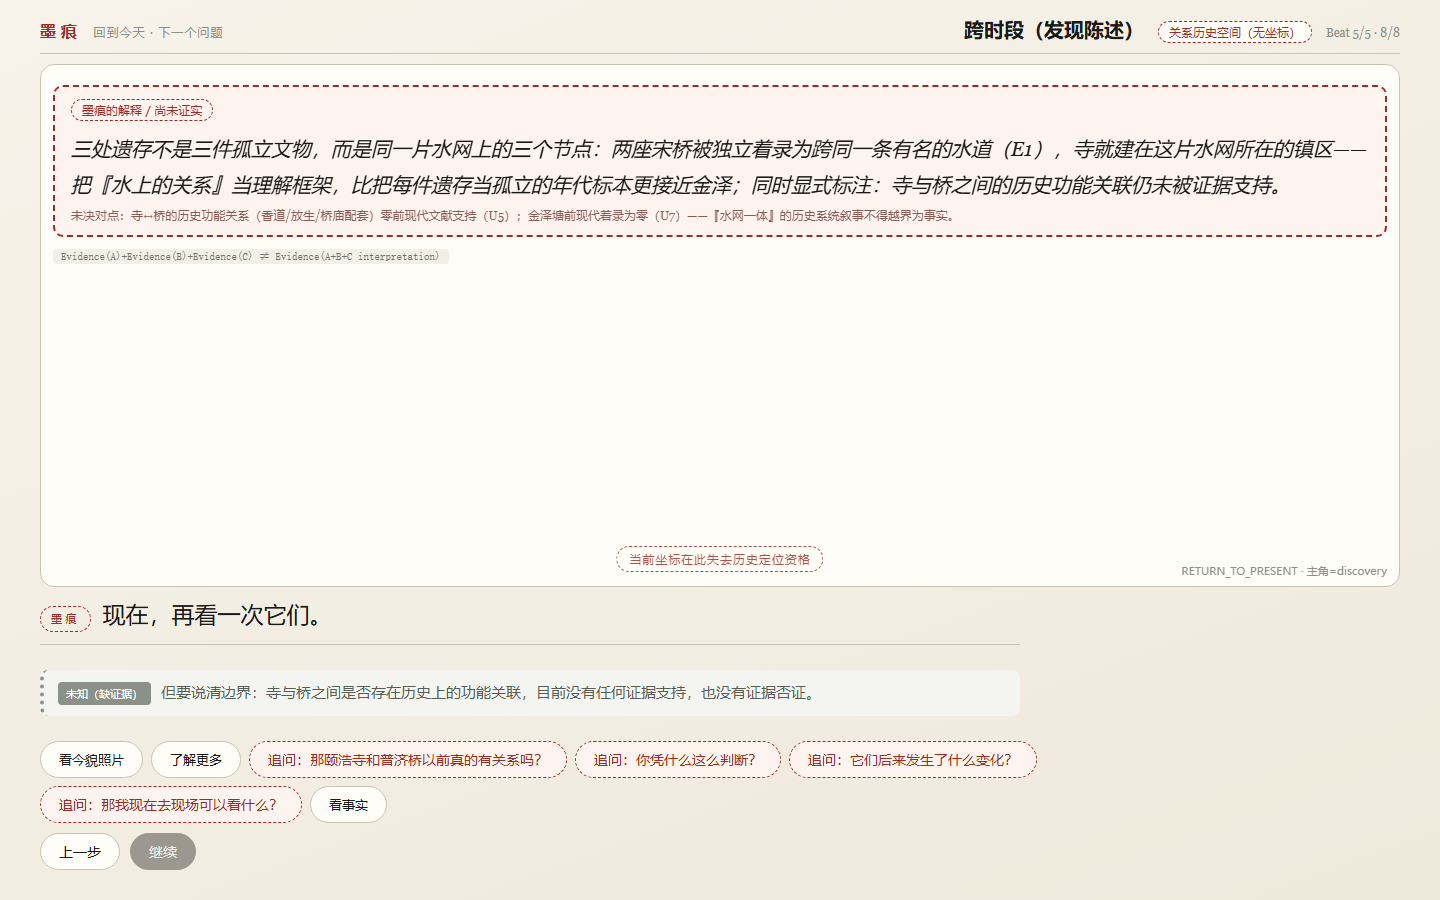 墨痕 回到今天 · 下一个问题 跨时段（发现陈述） 关系历史空间（无坐标） Beat 5/5 · 8/8
墨痕的解释 / 尚未证实
三处遗存不是三件孤立文物，而是同一片水网上的三个节点：两座宋桥被独立着录为跨同一条有名的水道（E1），寺就建在这片水网所在的镇区——
把『水上的关系』当理解框架，比把每件遗存当孤立的年代标本更接近金泽；同时显式标注：寺与桥之间的历史功能关联仍未被证据支持。
未决对点：寺↔桥的历史功能关系（香道/放生/桥庙配套）零前现代文献支持（U5）；金泽塘前现代着录为零（U7）——『水网一体』的历史系统叙事不得越界为事实。
Evidence(A)+Evidence(B)+Evidence(C) ≠ Evidence(A+B+C interpretation)
当前坐标在此失去历史定位资格
RETURN_TO_PRESENT · 主角=discovery
墨痕 现在，再看一次它们。
未知（缺证据） 但要说清边界：寺与桥之间是否存在历史上的功能关联，目前没有任何证据支持，也没有证据否证。
看今貌照片 了解更多 追问：那颐浩寺和普济桥以前真的有关系吗？ 追问：你凭什么这么判断？ 追问：它们后来发生了什么变化？
追问：那我现在去现场可以看什么？ 看事实
上一步 继续